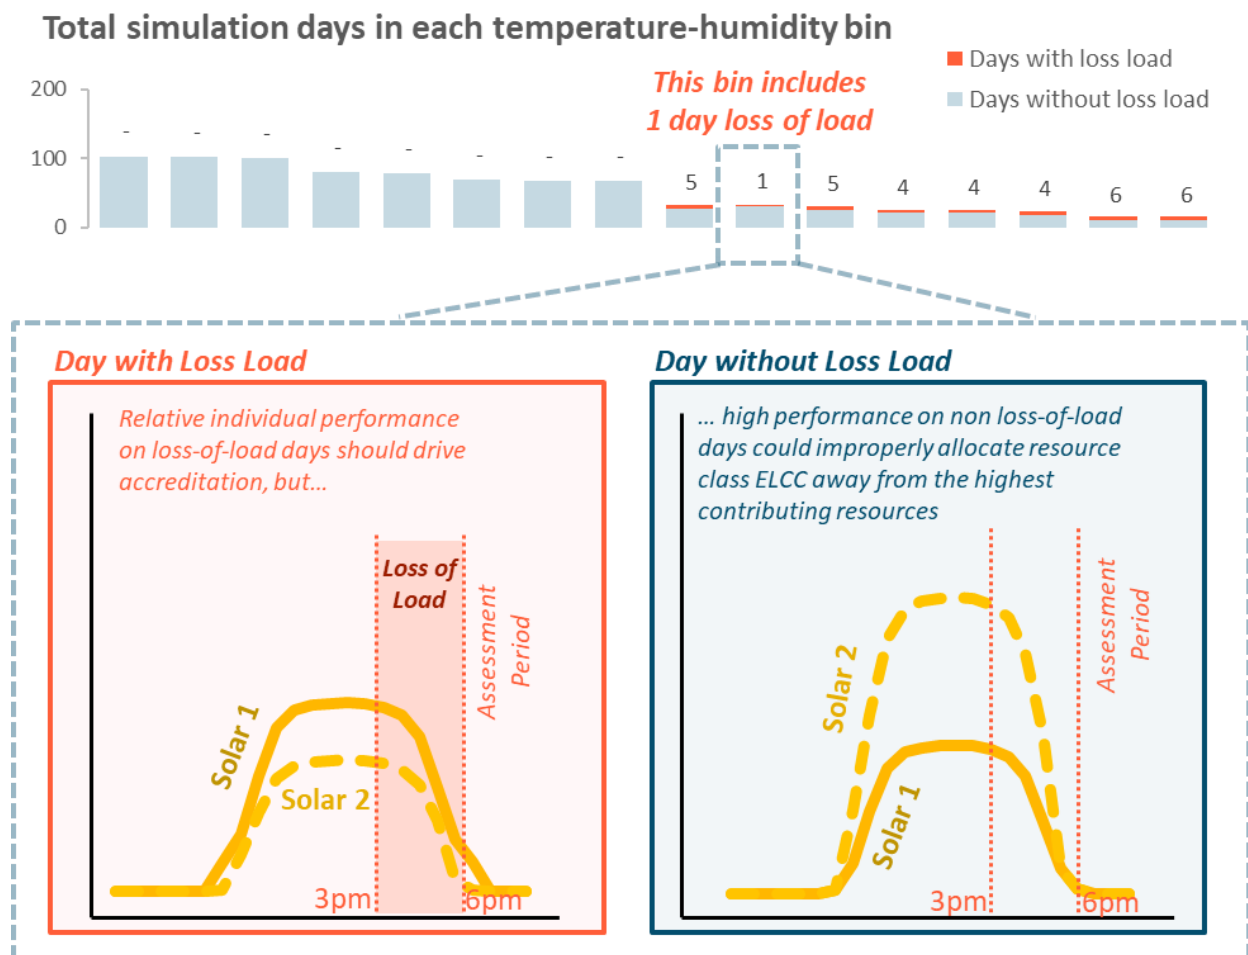 Total simulation days in each temperature-humidity bin
Days with loss load
Days without loss load
This bin includes
1 day loss of load
200
100
0
- - - - - - - - 5 1 5 4 4 4 6 6
Day with Loss Load
Relative individual performance
on loss-of-load days should drive
accreditation, but...
Loss of
Load
Assessment
Period
Solar 1
Solar 2
3pm
6pm
Day without Loss Load
... high performance on non loss-of-load
days could improperly allocate resource
class ELCC away from the highest
contributing resources
Assessment
Period
Solar 2
Solar 1
3pm
6pm